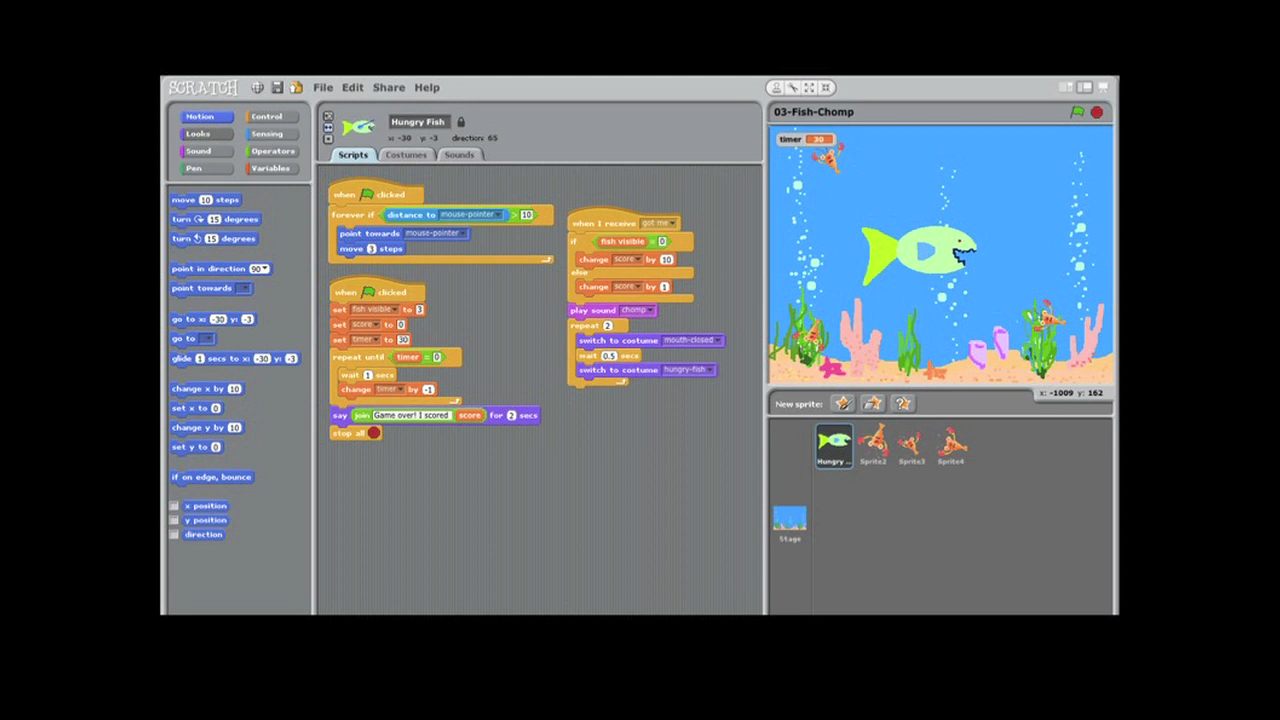 SCRATCH File Edit Share Help
Motion Control
Looks Sensing
Sound Operators
Pen Variables
move 10 steps
turn 15 degrees
turn 15 degrees
point in direction 90
point towards
go to x: -30 y: -3
go to
glide 1 secs to x: -30 y: -3
change x by 10
set x to 0
change y by 10
set y to 0
if on edge, bounce
x position
y position
direction
Hungry Fish
x: -30 y: -3 direction: 65
Scripts Costumes Sounds
when clicked
forever if distance to mouse-pointer > 10
point towards mouse-pointer
move 3 steps
when clicked
set fish visible to 3
set score to 0
set timer to 30
repeat until timer = 0
wait 1 secs
change timer by -1
say join Game over! I scored score for 2 secs
stop all
when I receive got me
if fish visible = 0
change score by 10
else
change score by 1
play sound chomp
repeat 2
switch to costume mouth-closed
wait 0.5 secs
switch to costume hungry-fish
03-Fish-Chomp
timer 30
x: -1009 y: 162
New sprite:
Hungry ... Sprite2 Sprite3 Sprite4
Stage